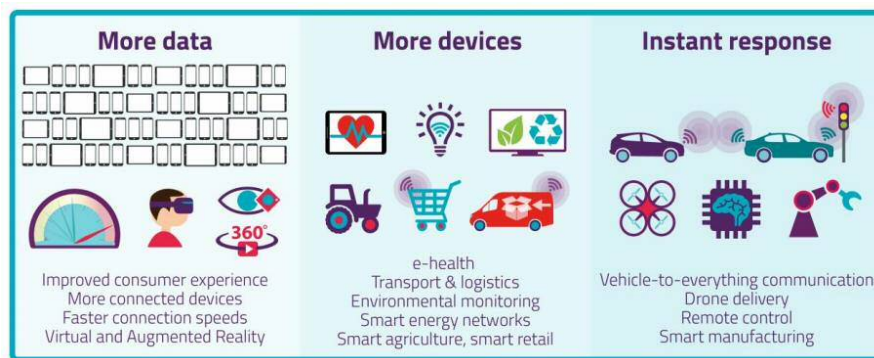 More data
360°
Improved consumer experience
More connected devices
Faster connection speeds
Virtual and Augmented Reality
More devices
e-health
Transport & logistics
Environmental monitoring
Smart energy networks
Smart agriculture, smart retail
Instant response
Vehicle-to-everything communication
Drone delivery
Remote control
Smart manufacturing